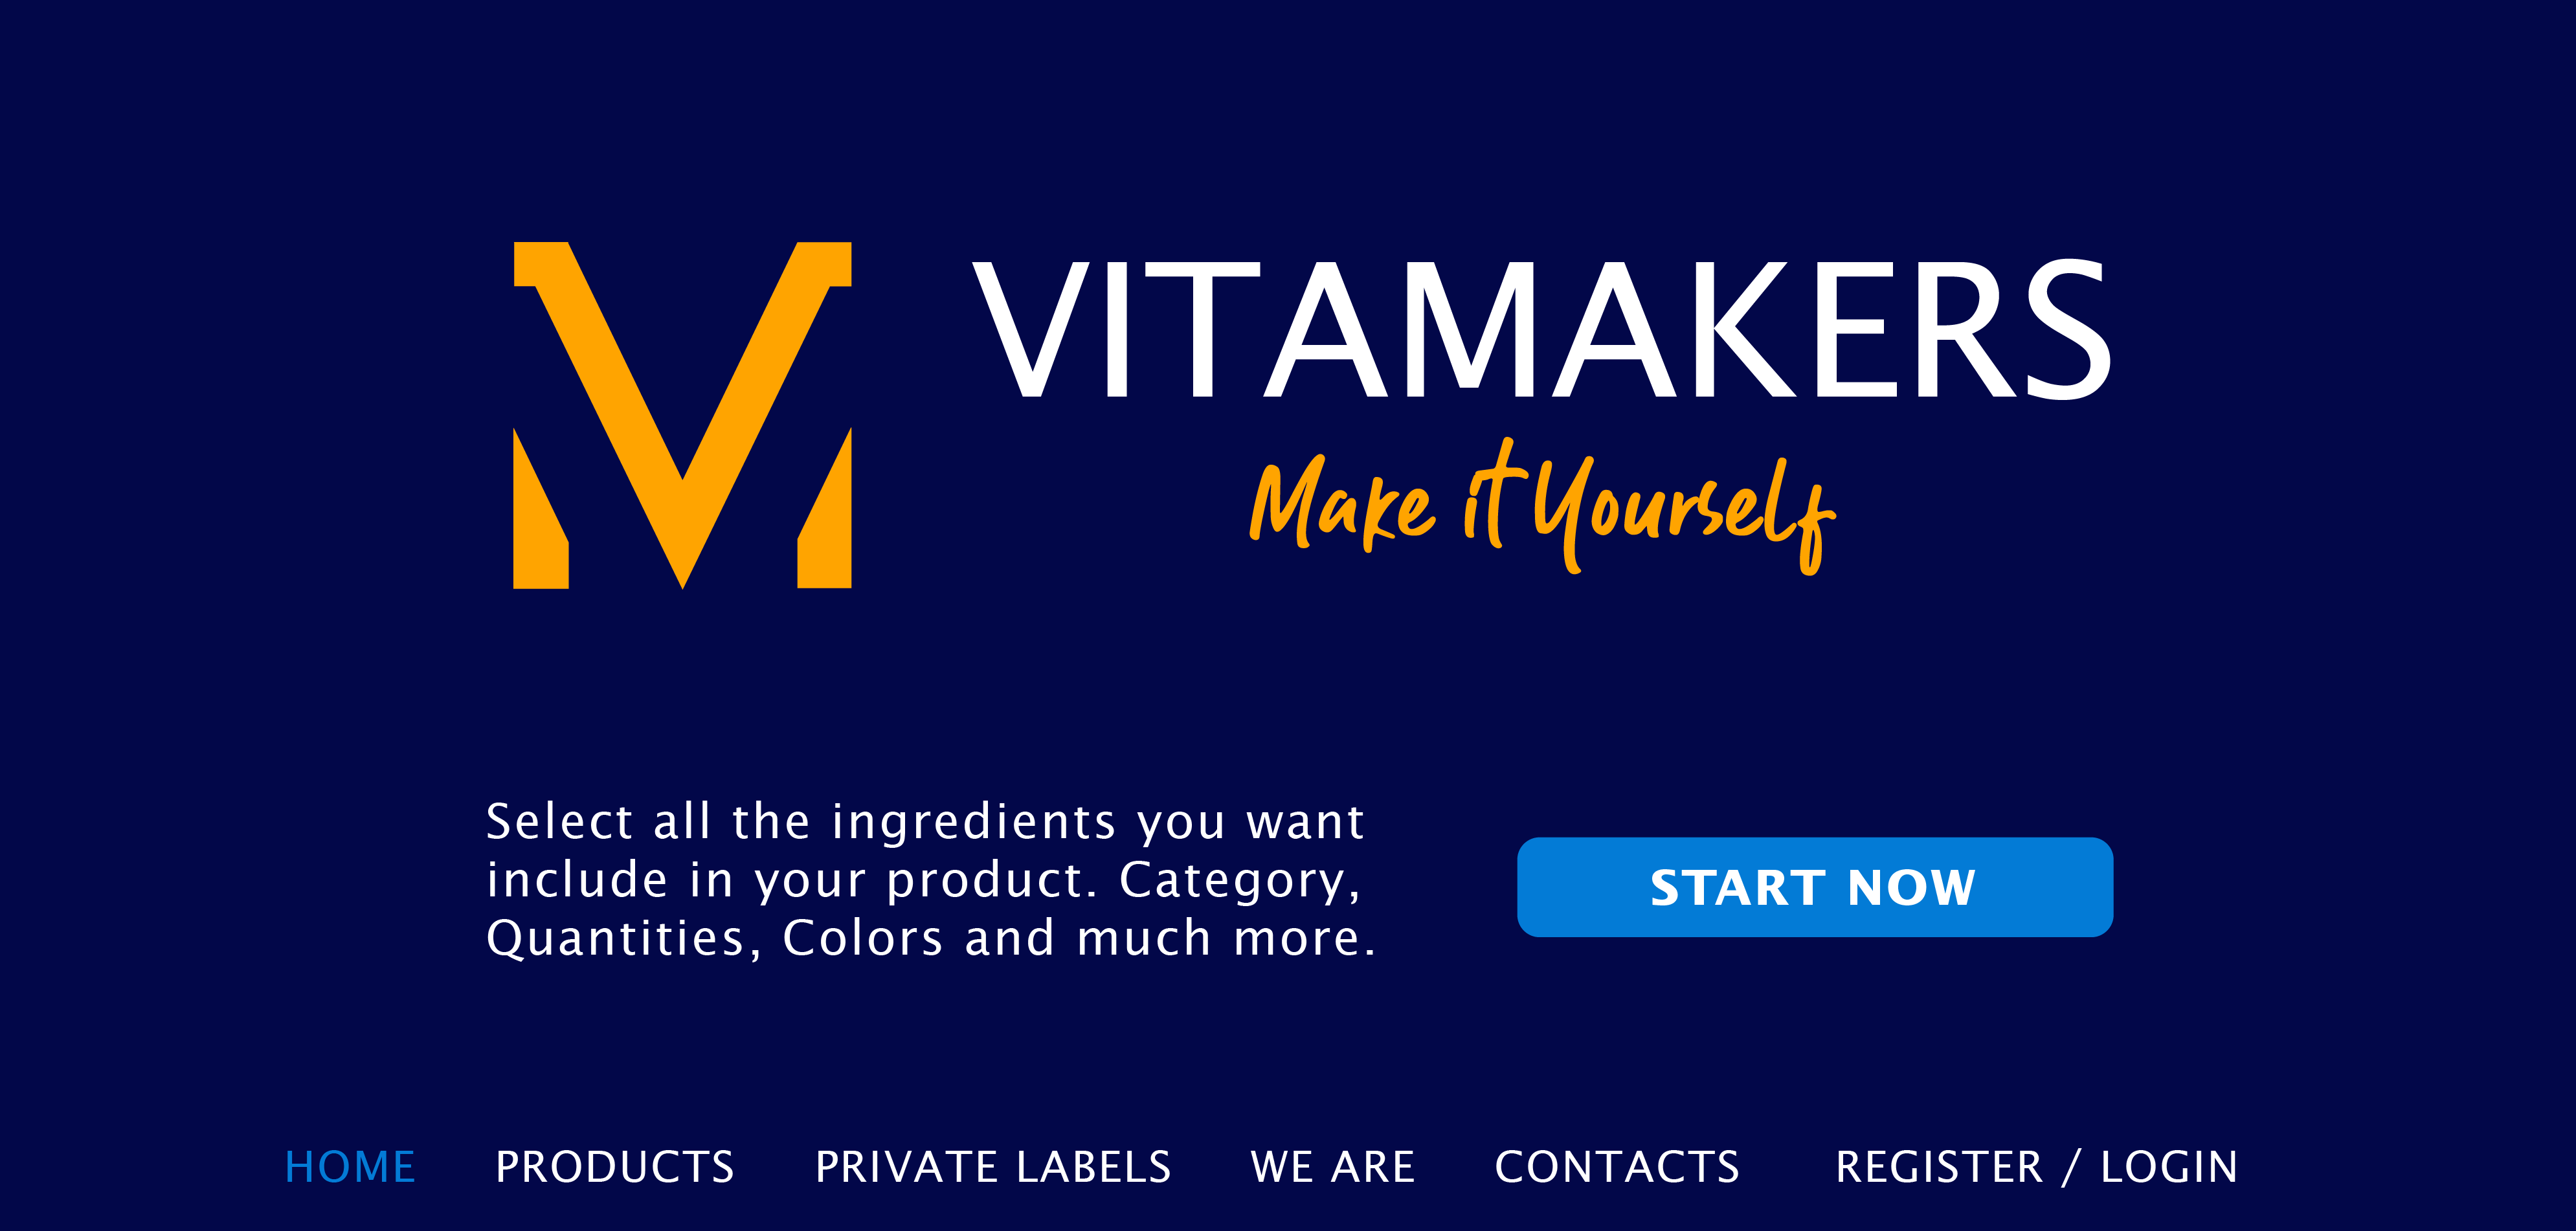 VITAMAKERS
Make it Yourself
Select all the ingredients you want
include in your product. Category,
Quantities, Colors and much more.
START NOW
HOME PRODUCTS PRIVATE LABELS WE ARE CONTACTS REGISTER / LOGIN